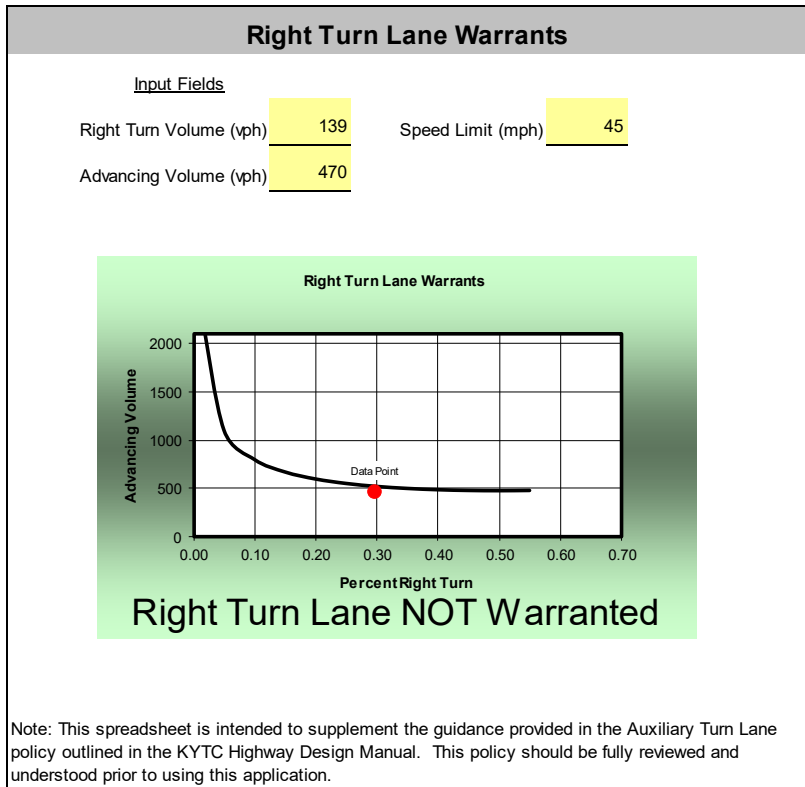 Right Turn Lane Warrants
Input Fields
Right Turn Volume (vph) 139 Speed Limit (mph) 45
Advancing Volume (vph) 470
Right Turn Lane Warrants
Advancing Volume
2000
1500
1000
500
0
Data Point
0.00 0.10 0.20 0.30 0.40 0.50 0.60 0.70
Percent Right Turn
Right Turn Lane NOT Warranted
Note: This spreadsheet is intended to supplement the guidance provided in the Auxiliary Turn Lane
policy outlined in the KYTC Highway Design Manual. This policy should be fully reviewed and
understood prior to using this application.